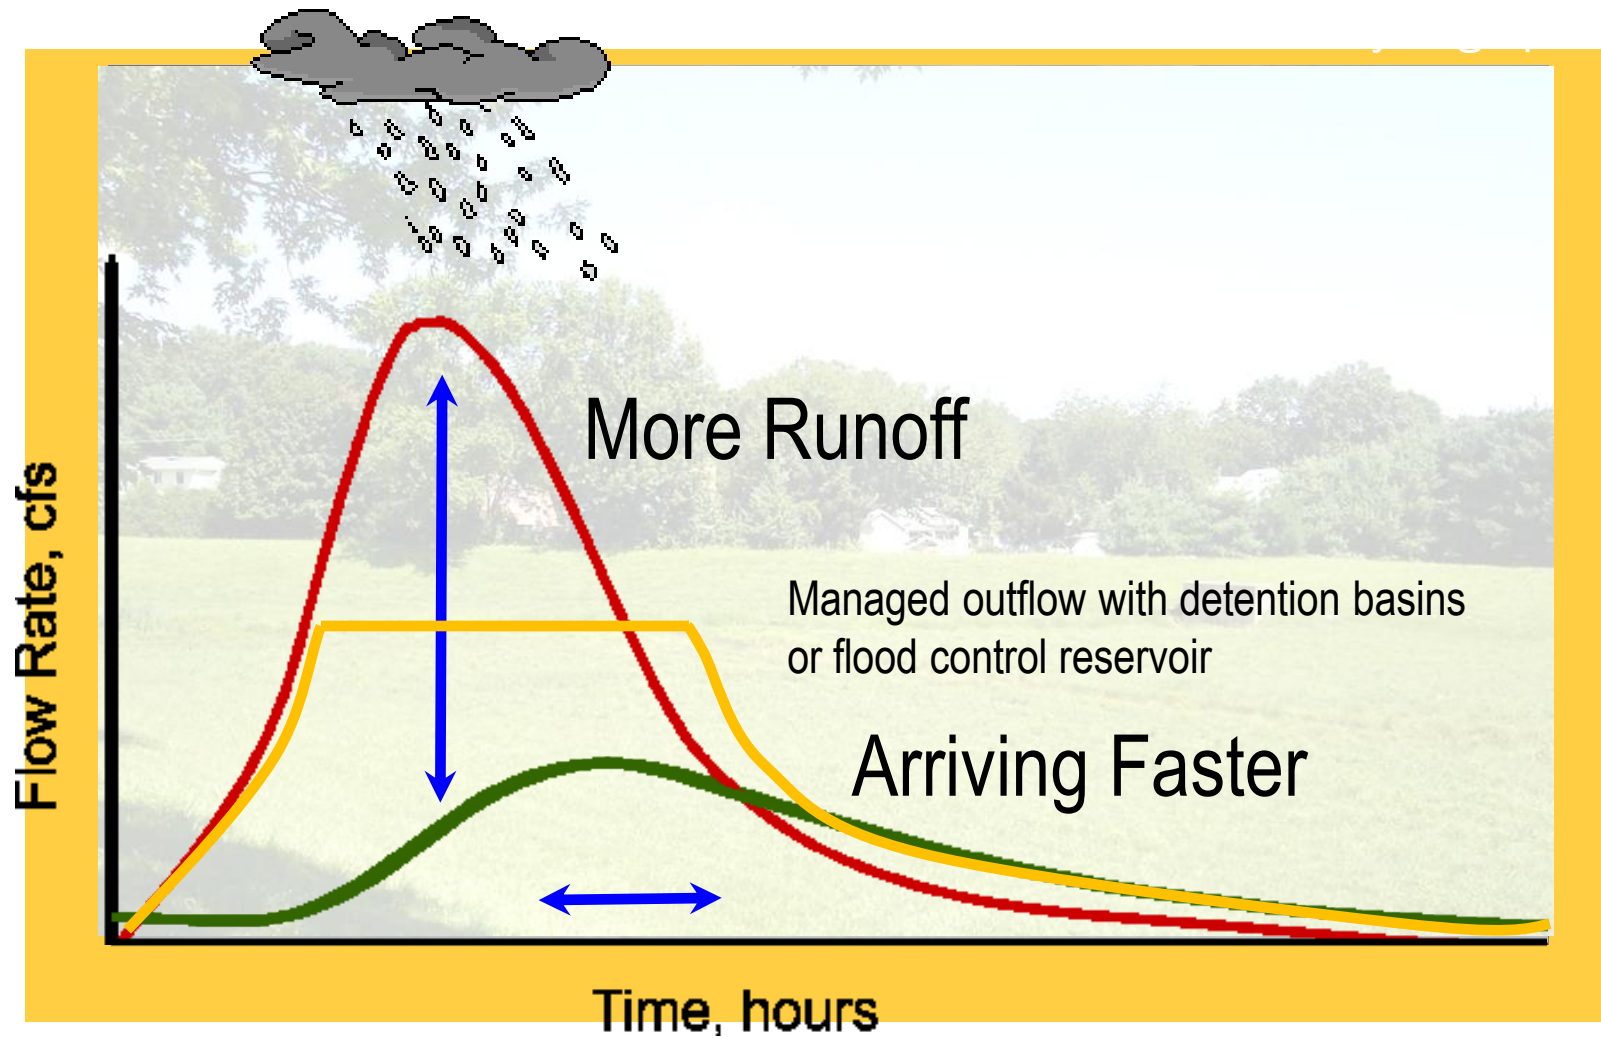 More Runoff
Managed outflow with detention basins
or flood control reservoir
Arriving Faster
Flow Rate, cfs
Time, hours